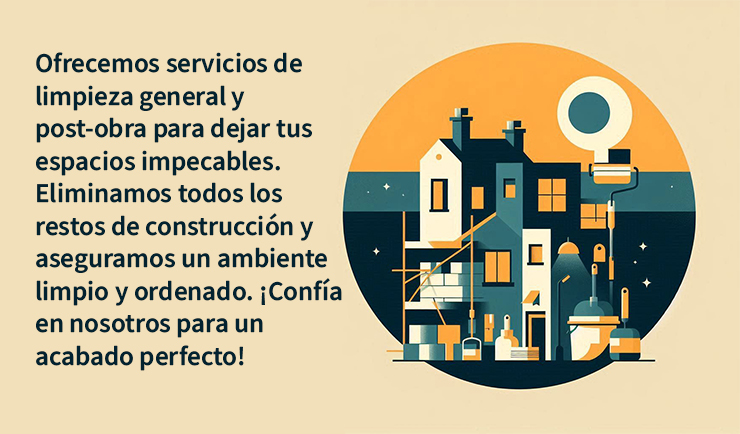 Ofrecemos servicios de
limpieza general y
post-obra para dejar tus
espacios impecables.
Eliminamos todos los
restos de construcción y
aseguramos un ambiente
limpio y ordenado. ¡Confía
en nosotros para un
acabado perfecto!